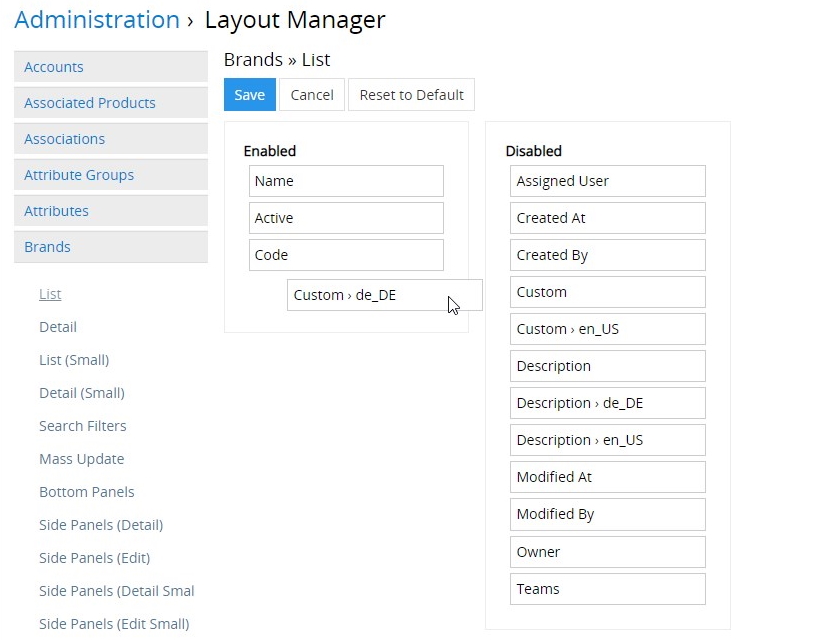 Administration › Layout Manager
Accounts
Associated Products
Associations
Attribute Groups
Attributes
Brands
List
Detail
List (Small)
Detail (Small)
Search Filters
Mass Update
Bottom Panels
Side Panels (Detail)
Side Panels (Edit)
Side Panels (Detail Smal
Side Panels (Edit Small)
Brands » List
Save Cancel Reset to Default
Enabled
Name
Active
Code
Custom › de_DE
Disabled
Assigned User
Created At
Created By
Custom
Custom › en_US
Description
Description › de_DE
Description › en_US
Modified At
Modified By
Owner
Teams